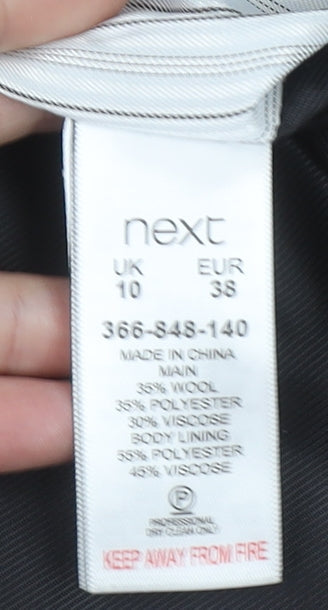 next
UK EUR
10 38
366-848-140
MADE IN CHINA
MAIN
35% WOOL
35% POLYESTER
30% VISCOSE
BODY LINING
55% POLYESTER
45% VISCOSE
P
PROFESSIONAL
DRY CLEAN ONLY
KEEP AWAY FROM FIRE